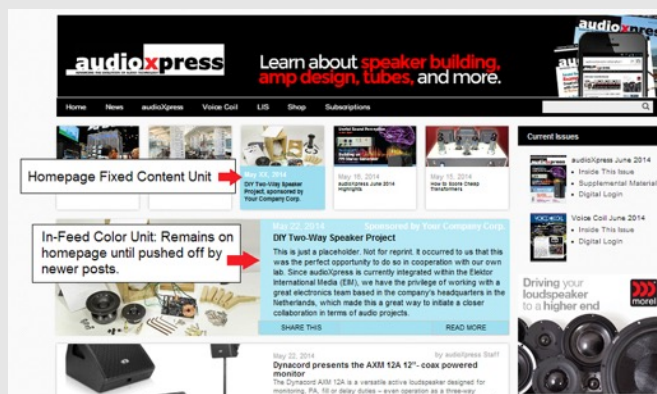 audioxpress
ADVANCING THE EVOLUTION OF AUDIO TECHNOLOGY
Learn about speaker building,
amp design, tubes, and more.
audioxpress
Home News audioXpress Voice Coil LIS Shop Subscriptions
Homepage Fixed Content Unit
May XX, 2014
DIY Two-Way Speaker
Project, sponsored by
Your Company Corp.
May 16, 2014
audioXpress June 2014
Highlights
May 15, 2014
How to Score Cheap
Transformers
Current Issues
audioXpress June 2014
Inside This Issue
Supplemental Material
Digital Login
Voice Coil June 2014
Inside This Issue
Digital Login
In-Feed Color Unit: Remains on
homepage until pushed off by
newer posts.
May 22, 2014 Sponsored by Your Company Corp.
DIY Two-Way Speaker Project
This is just a placeholder. Not for reprint. It occurred to us that this
was the perfect opportunity to do so in cooperation with our own
lab. Since audioXpress is currently integrated within the Elektor
International Media (EIM), we have the privilege of working with a
great electronics team based in the company's headquarters in the
Netherlands, which made this a great way to initiate a closer
collaboration in terms of audio projects.
SHARE THIS READ MORE
Driving your
loudspeaker
to a higher end
morel
May 22, 2014 by audioXpress Staff
Dynacord presents the AXM 12A 12"- coax powered
monitor
The Dynacord AXM 12A is a versatile active loudspeaker designed for
monitoring, PA, fill or delay duties – even operation as a three-way